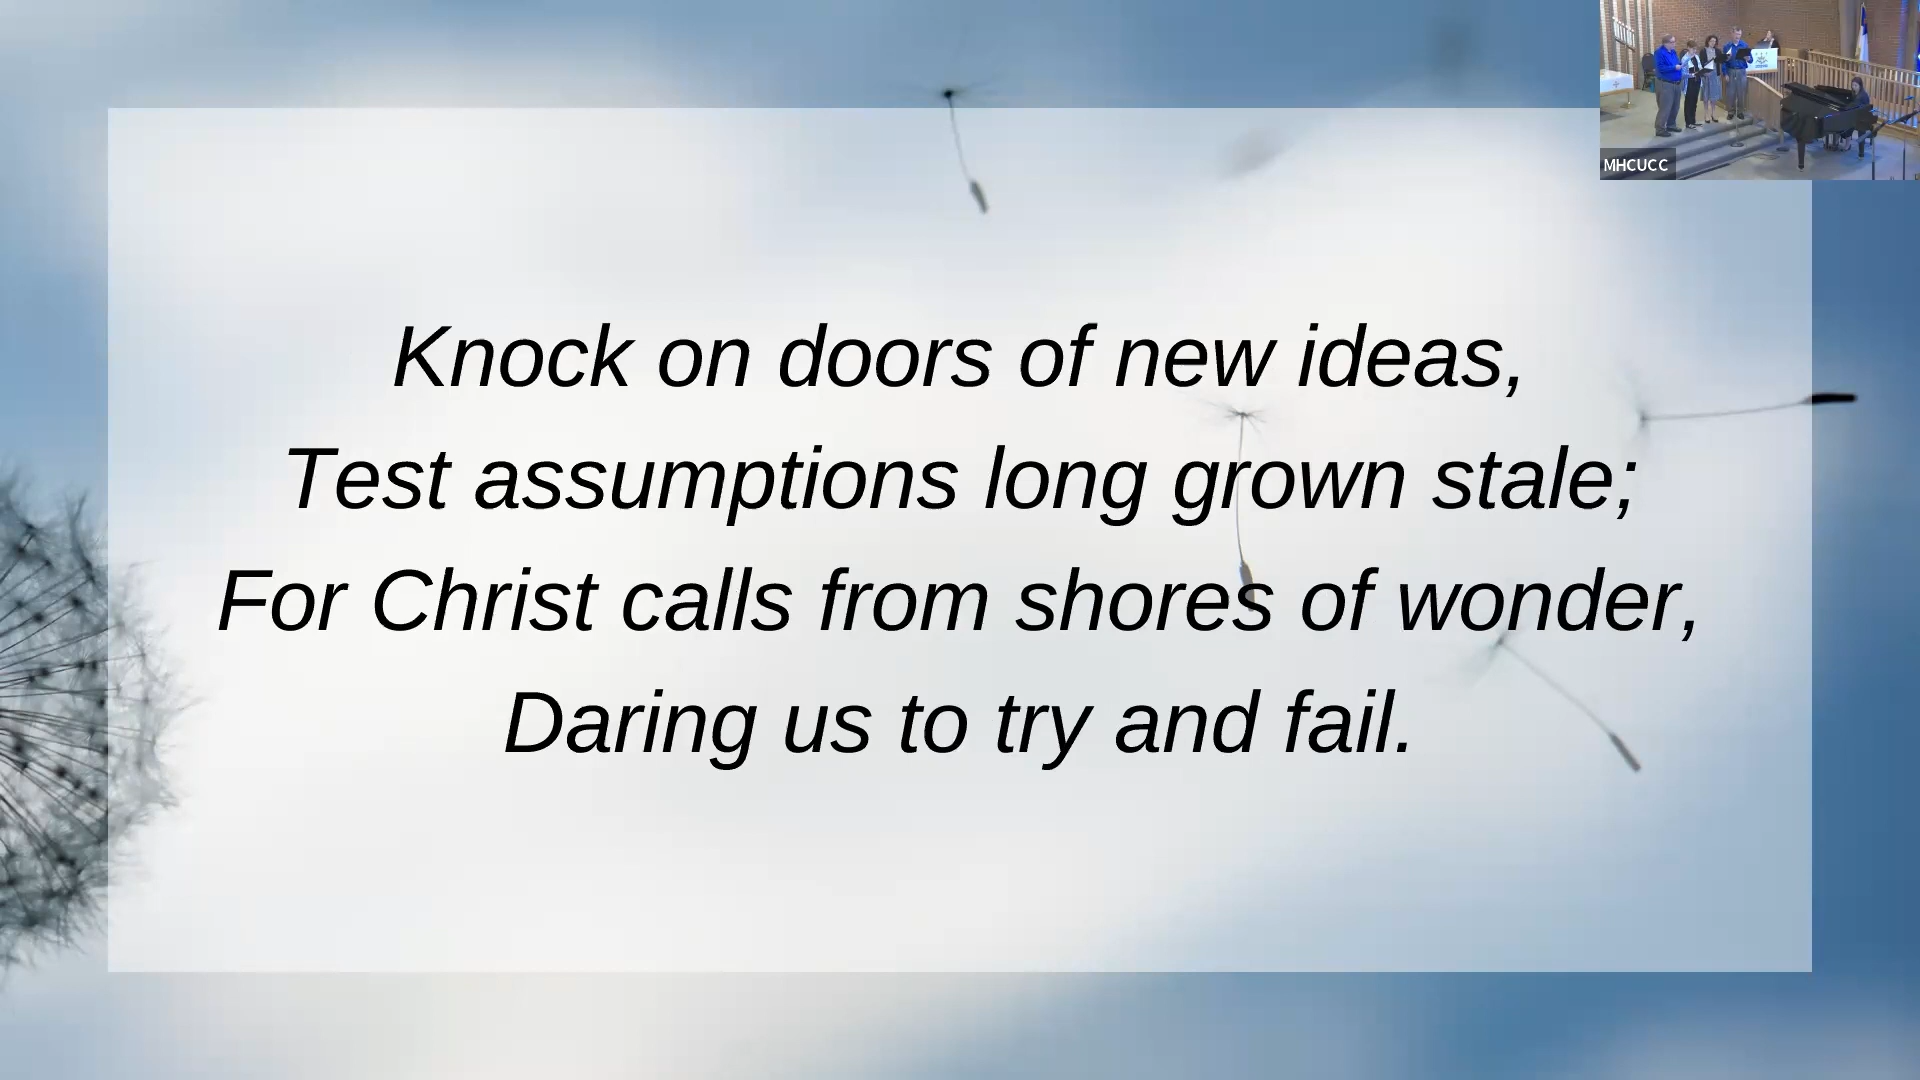 MHCUCC
Knock on doors of new ideas,
Test assumptions long grown stale;
For Christ calls from shores of wonder,
Daring us to try and fail.